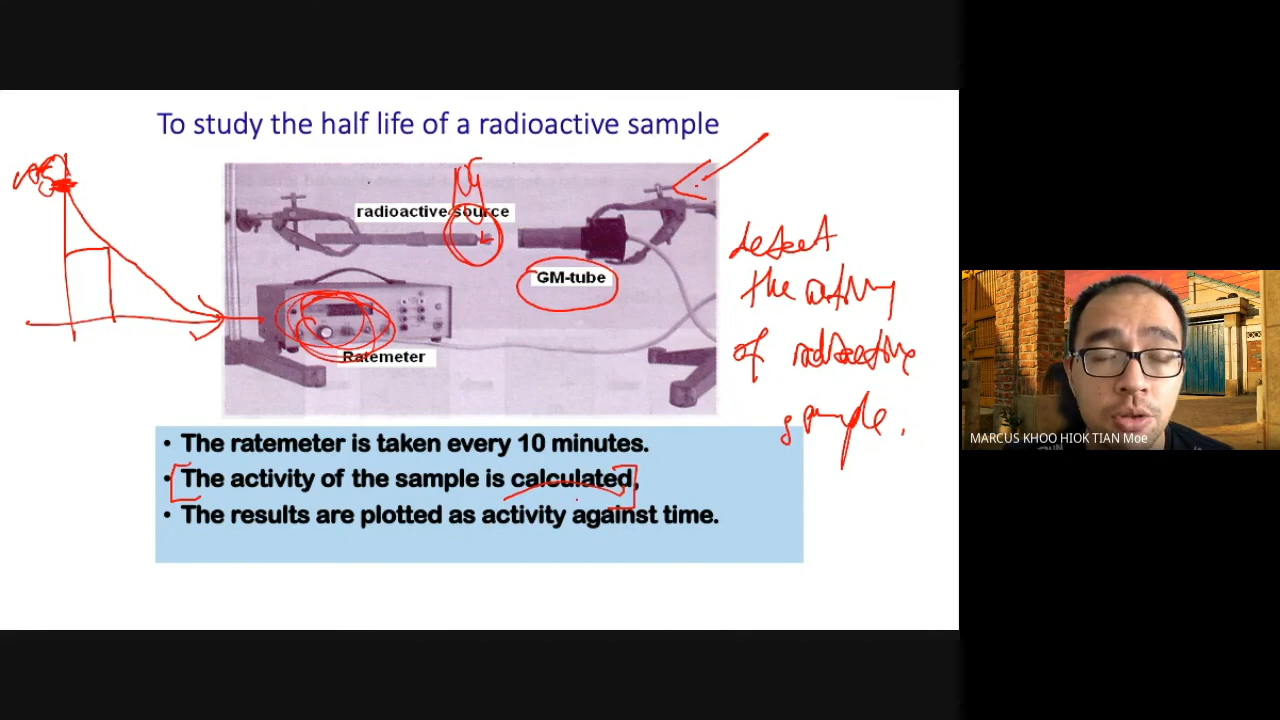 To study the half life of a radioactive sample
radioactive source
GM-tube
Ratemeter
detect
the activity
of radioactive
sample.
• The ratemeter is taken every 10 minutes.
• The activity of the sample is calculated,
• The results are plotted as activity against time.
MARCUS KHOO HIOK TIAN Moe